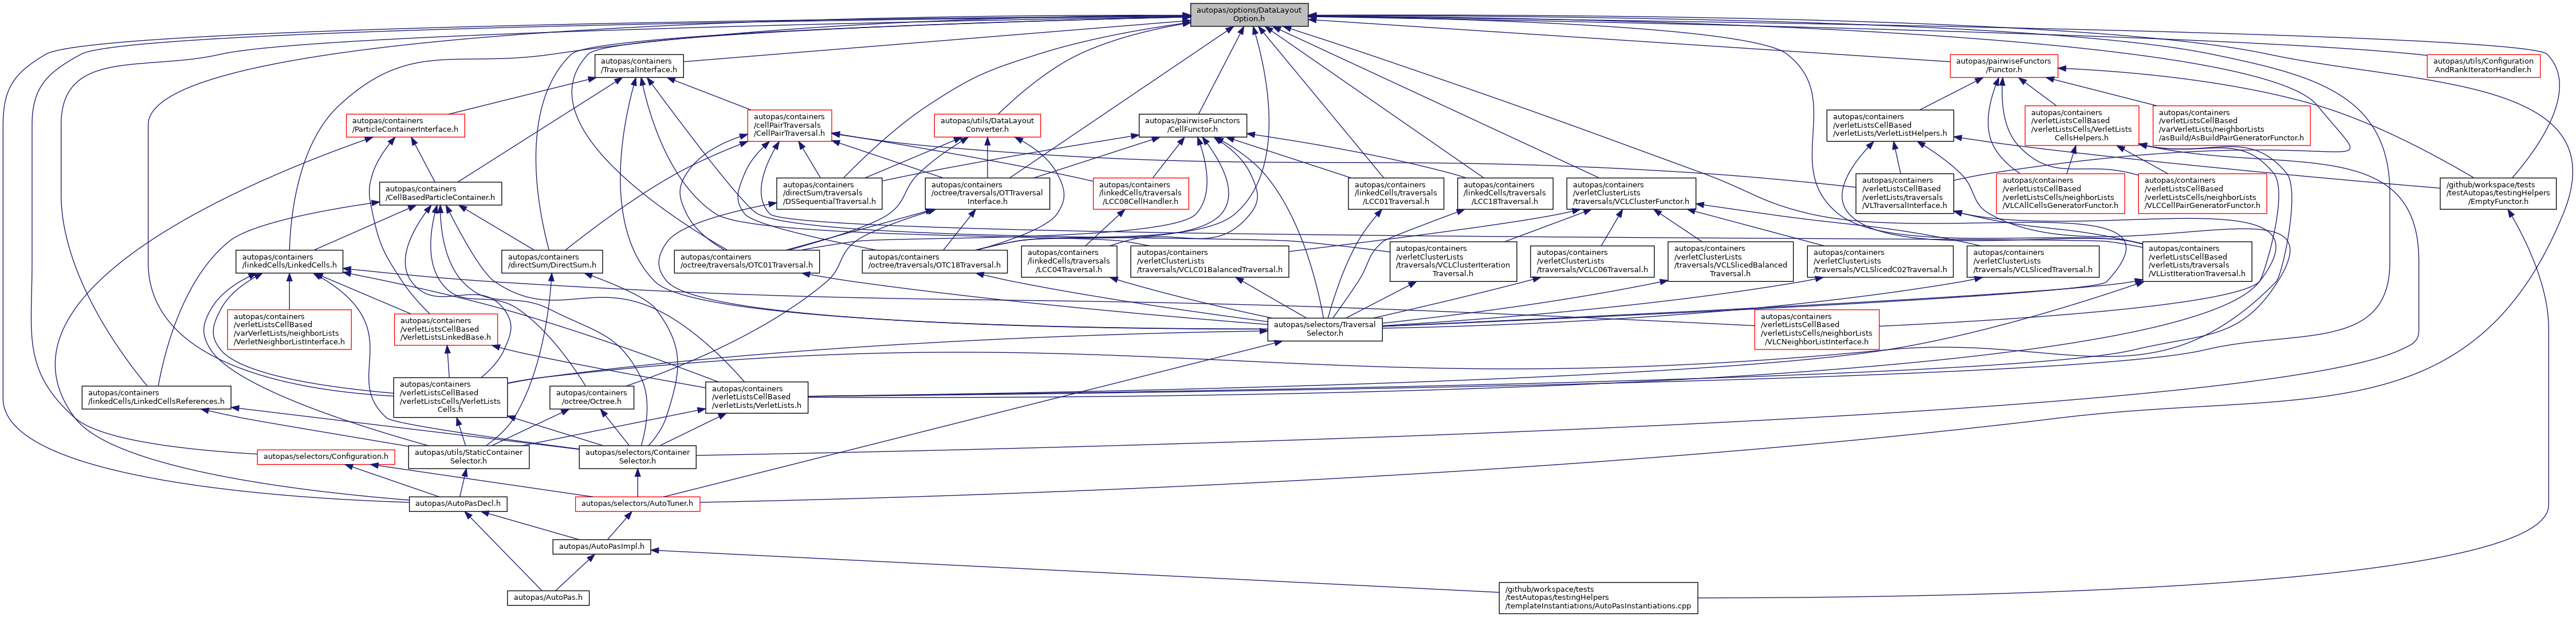 autopas/options/DataLayout
Option.h
autopas/containers
/TraversalInterface.h
autopas/pairwiseFunctors
/Functor.h
autopas/utils/Configuration
AndRankIteratorHandler.h
autopas/containers
/ParticleContainerInterface.h
autopas/containers
/cellPairTraversals
/CellPairTraversal.h
autopas/utils/DataLayout
Converter.h
autopas/pairwiseFunctors
/CellFunctor.h
autopas/containers
/verletListsCellBased
/verletLists/VerletListHelpers.h
autopas/containers
/verletListsCellBased
/verletListsCells/VerletLists
CellsHelpers.h
autopas/containers
/verletListsCellBased
/varVerletLists/neighborLists
/asBuild/AsBuildPairGeneratorFunctor.h
autopas/containers
/CellBasedParticleContainer.h
autopas/containers
/directSum/traversals
/DSSequentialTraversal.h
autopas/containers
/octree/traversals/OTTraversal
Interface.h
autopas/containers
/linkedCells/traversals
/LCC08CellHandler.h
autopas/containers
/linkedCells/traversals
/LCC01Traversal.h
autopas/containers
/linkedCells/traversals
/LCC18Traversal.h
autopas/containers
/verletClusterLists
/traversals/VCLClusterFunctor.h
autopas/containers
/verletListsCellBased
/verletLists/traversals
/VLTraversalInterface.h
autopas/containers
/verletListsCellBased
/verletListsCells/neighborLists
/VLCAllCellsGeneratorFunctor.h
autopas/containers
/verletListsCellBased
/verletListsCells/neighborLists
/VLCCellPairGeneratorFunctor.h
/github/workspace/tests
/testAutopas/testingHelpers
/EmptyFunctor.h
autopas/containers
/linkedCells/LinkedCells.h
autopas/containers
/directSum/DirectSum.h
autopas/containers
/octree/traversals/OTC01Traversal.h
autopas/containers
/octree/traversals/OTC18Traversal.h
autopas/containers
/linkedCells/traversals
/LCC04Traversal.h
autopas/containers
/verletClusterLists
/traversals/VCLC01BalancedTraversal.h
autopas/containers
/verletClusterLists
/traversals/VCLClusterIteration
Traversal.h
autopas/containers
/verletClusterLists
/traversals/VCLC06Traversal.h
autopas/containers
/verletClusterLists
/traversals/VCLSlicedBalanced
Traversal.h
autopas/containers
/verletClusterLists
/traversals/VCLSlicedC02Traversal.h
autopas/containers
/verletClusterLists
/traversals/VCLSlicedTraversal.h
autopas/containers
/verletListsCellBased
/verletLists/traversals
/VLListIterationTraversal.h
autopas/containers
/verletListsCellBased
/varVerletLists/neighborLists
/VerletNeighborListInterface.h
autopas/containers
/verletListsCellBased
/VerletListsLinkedBase.h
autopas/selectors/Traversal
Selector.h
autopas/containers
/verletListsCellBased
/verletListsCells/neighborLists
/VLCNeighborListInterface.h
autopas/containers
/linkedCells/LinkedCellsReferences.h
autopas/containers
/verletListsCellBased
/verletListsCells/VerletLists
Cells.h
autopas/containers
/octree/Octree.h
autopas/containers
/verletListsCellBased
/verletLists/VerletLists.h
autopas/selectors/Configuration.h
autopas/utils/StaticContainer
Selector.h
autopas/selectors/Container
Selector.h
autopas/AutoPasDecl.h
autopas/selectors/AutoTuner.h
autopas/AutoPasImpl.h
autopas/AutoPas.h
/github/workspace/tests
/testAutopas/testingHelpers
/templateInstantiations/AutoPasInstantiations.cpp